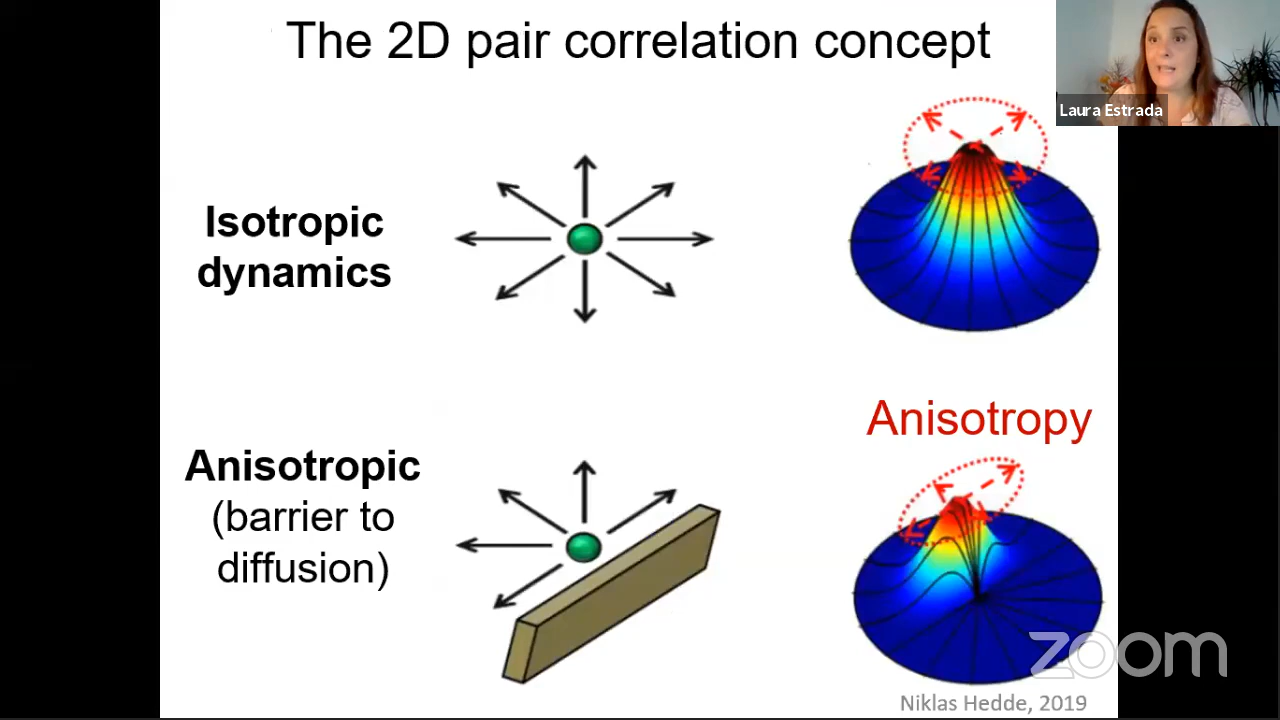 The 2D pair correlation concept
Laura Estrada
Isotropic
dynamics
Anisotropy
Anisotropic
(barrier to
diffusion)
zoom
Niklas Hedde, 2019